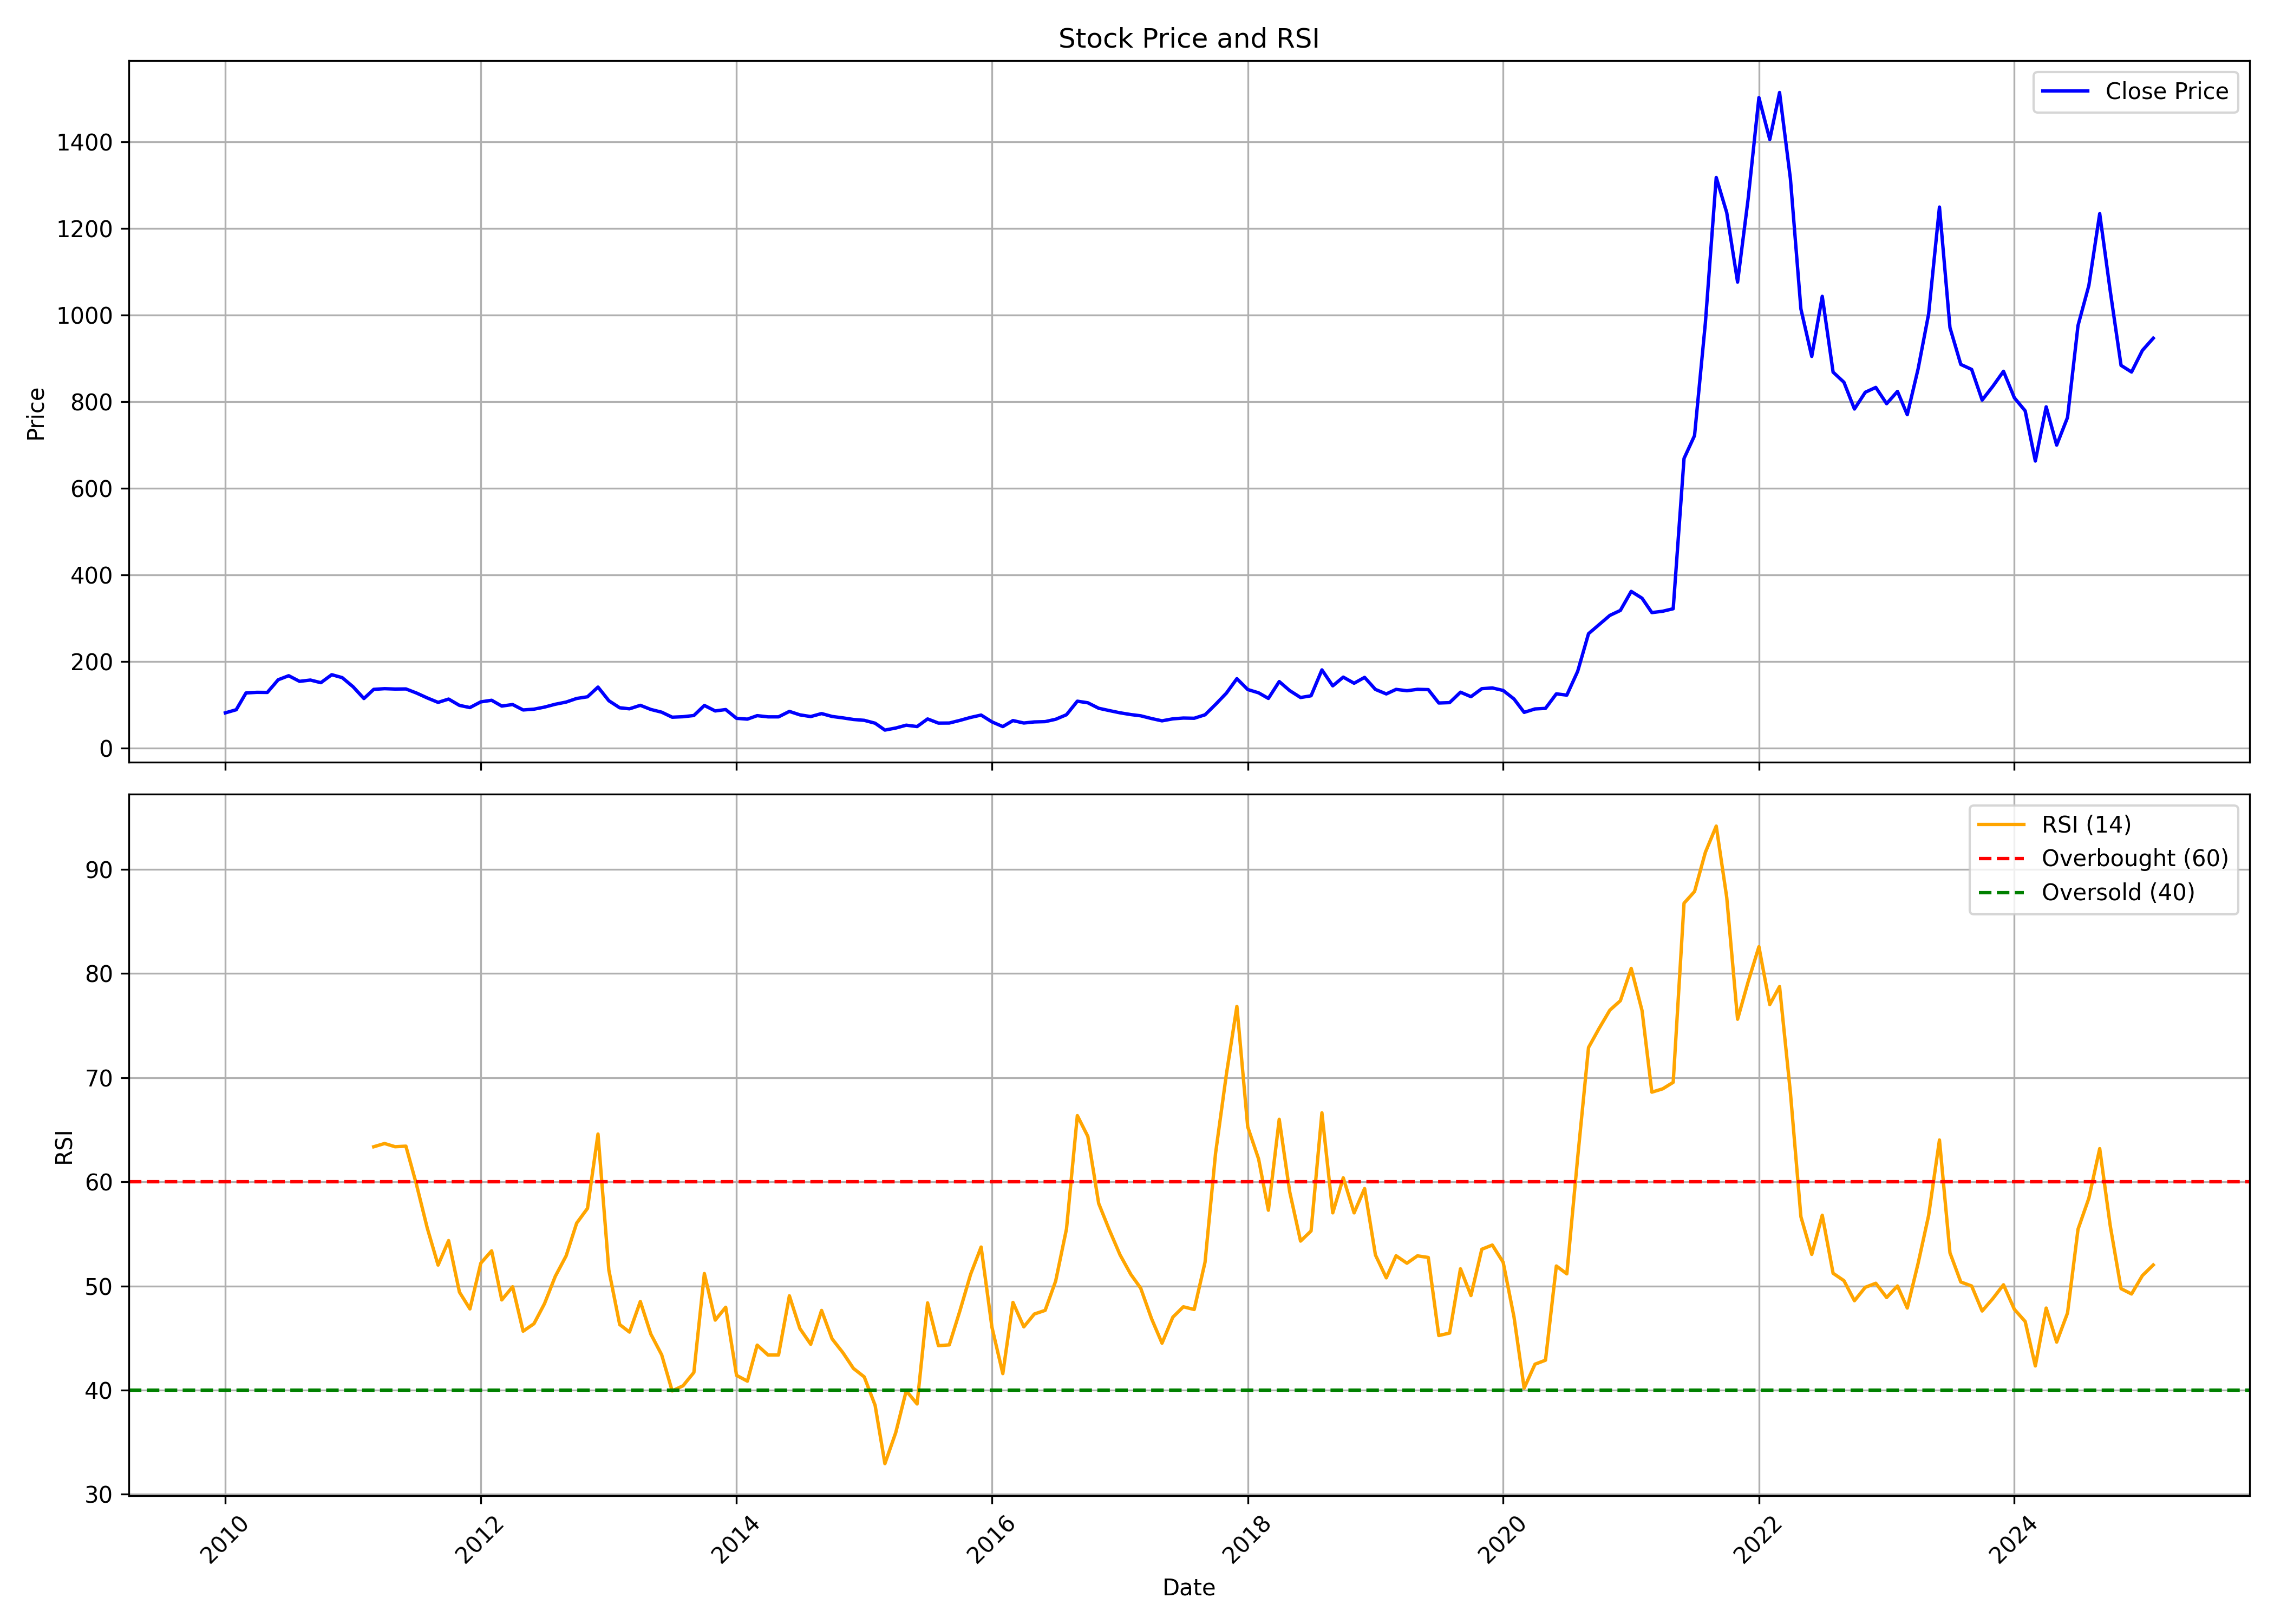 Stock Price and RSI
Close Price
1400
1200
1000
800
600
400
200
0
Price
RSI (14)
Overbought (60)
Oversold (40)
90
80
70
60
50
40
30
RSI
2010
2012
2014
2016
2018
2020
2022
2024
Date